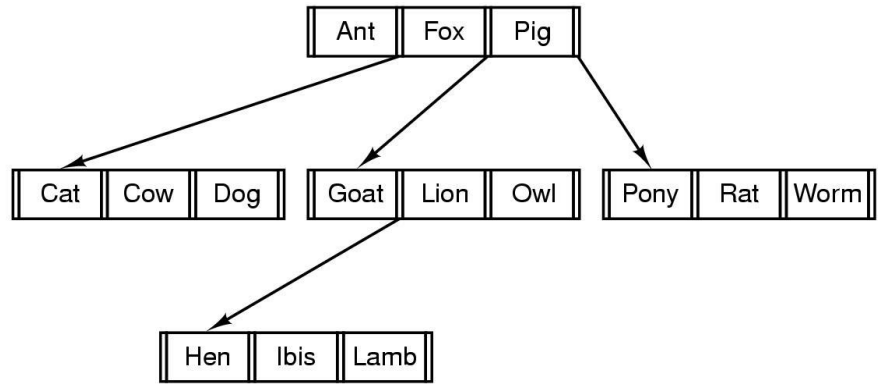 Ant Fox Pig
Cat Cow Dog Goat Lion Owl Pony Rat Worm
Hen Ibis Lamb